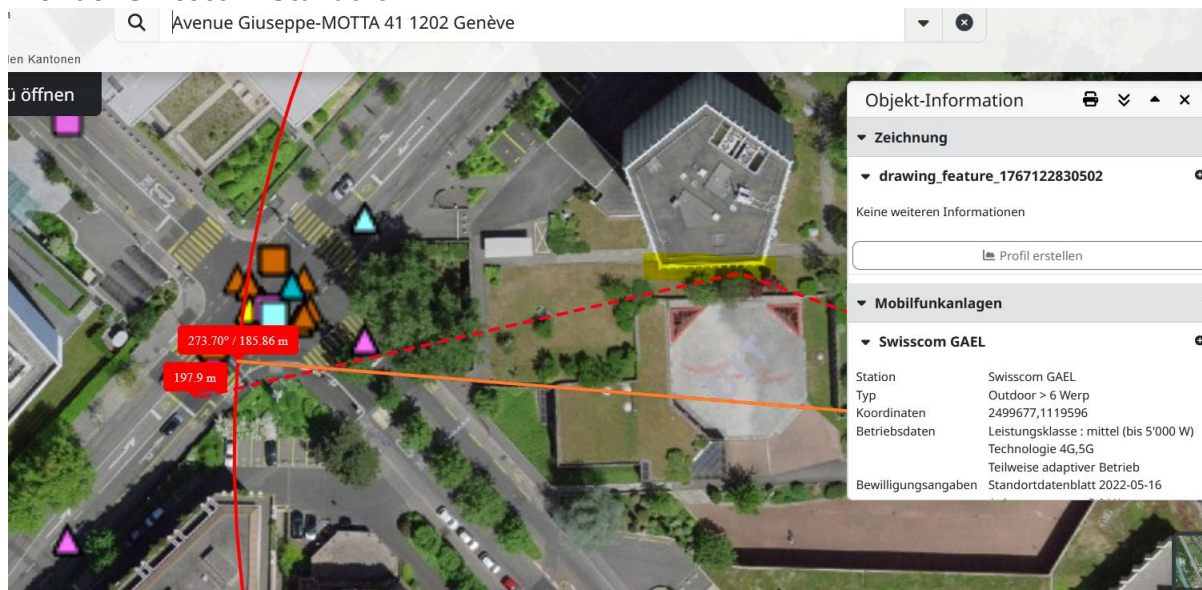 Avenue Giuseppe-MOTTA 41 1202 Genève
len Kantonen
ü öffnen
273.70° / 185.86 m
197.9 m
Objekt-Information
Zeichnung
drawing_feature_1767122830502
Keine weiteren Informationen
Profil erstellen
Mobilfunkanlagen
Swisscom GAEL
Station Swisscom GAEL
Typ Outdoor > 6 Werp
Koordinaten 2499677,1119596
Betriebsdaten Leistungsklasse : mittel (bis 5'000 W)
Technologie 4G,5G
Teilweise adaptiver Betrieb
Bewilligungsangaben Standortdatenblatt 2022-05-16